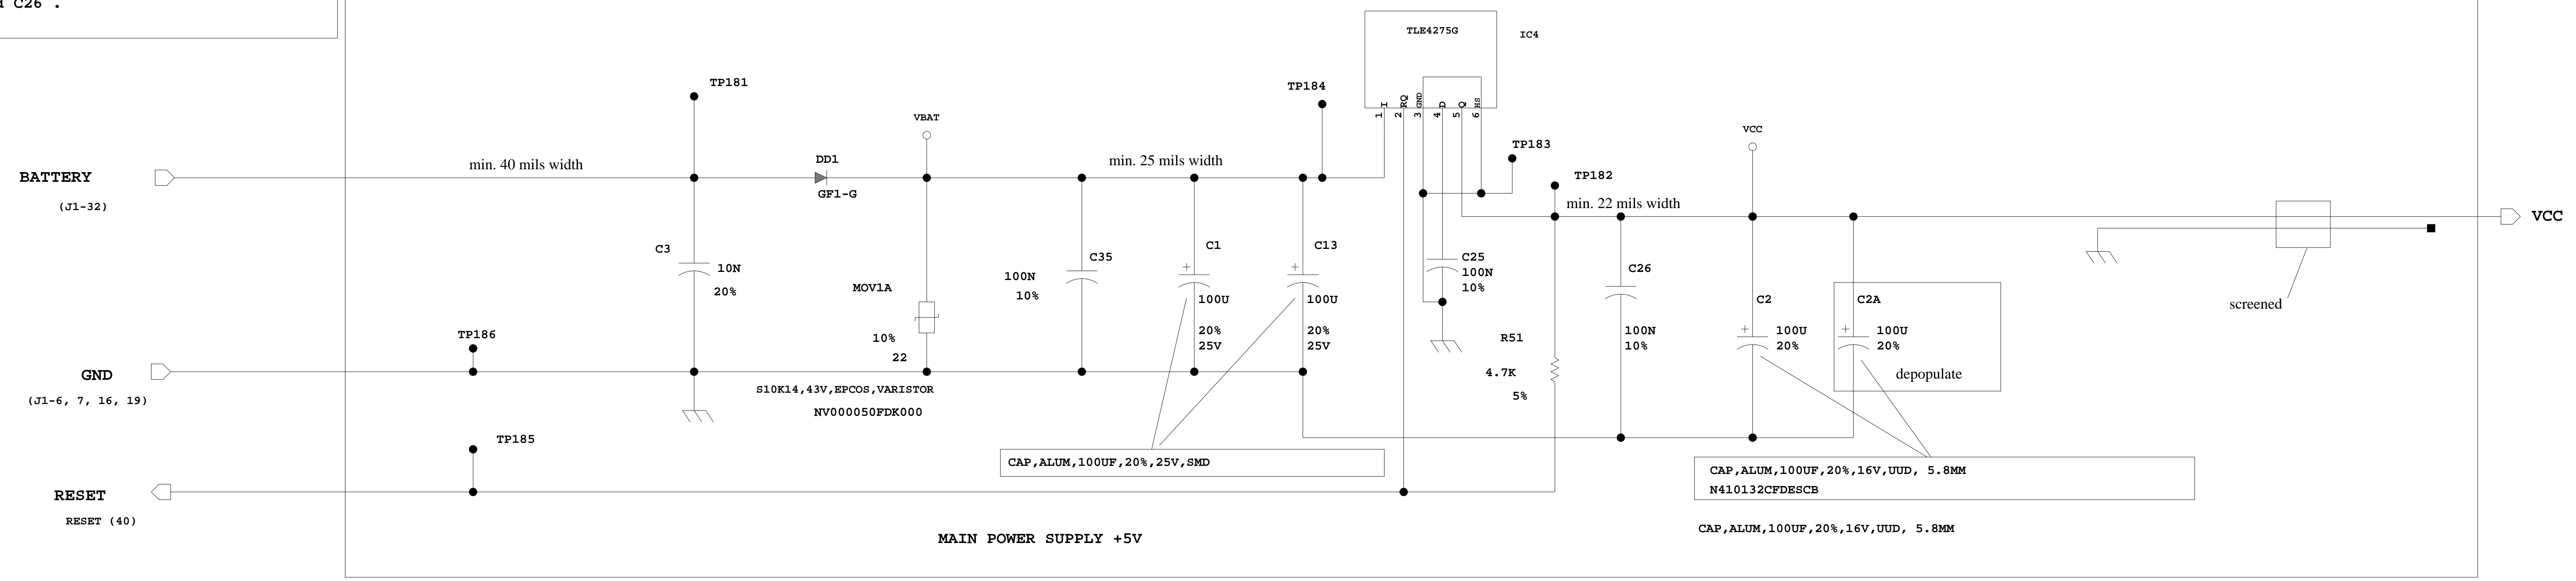 d C26 .
TLE4275G
IC4
TP181
TP184
I
RQ
GND
D
Q
HS
1
2
3
4
5
6
VBAT
VCC
TP183
DD1
min. 40 mils width
min. 25 mils width
BATTERY
TP182
GF1-G
min. 22 mils width
(J1-32)
VCC
C3
10N
20%
C35
100N
10%
C1
100U
20%
25V
C13
100U
20%
25V
C25
100N
10%
C26
100N
10%
MOV1A
10%
22
C2
100U
20%
C2A
100U
20%
depopulate
screened
TP186
R51
4.7K
5%
GND
(J1-6, 7, 16, 19)
S10K14,43V,EPCOS,VARISTOR
NV000050FDK000
TP185
CAP,ALUM,100UF,20%,25V,SMD
CAP,ALUM,100UF,20%,16V,UUD, 5.8MM
N410132CFDESCB
RESET
RESET (40)
CAP,ALUM,100UF,20%,16V,UUD, 5.8MM
MAIN POWER SUPPLY +5V